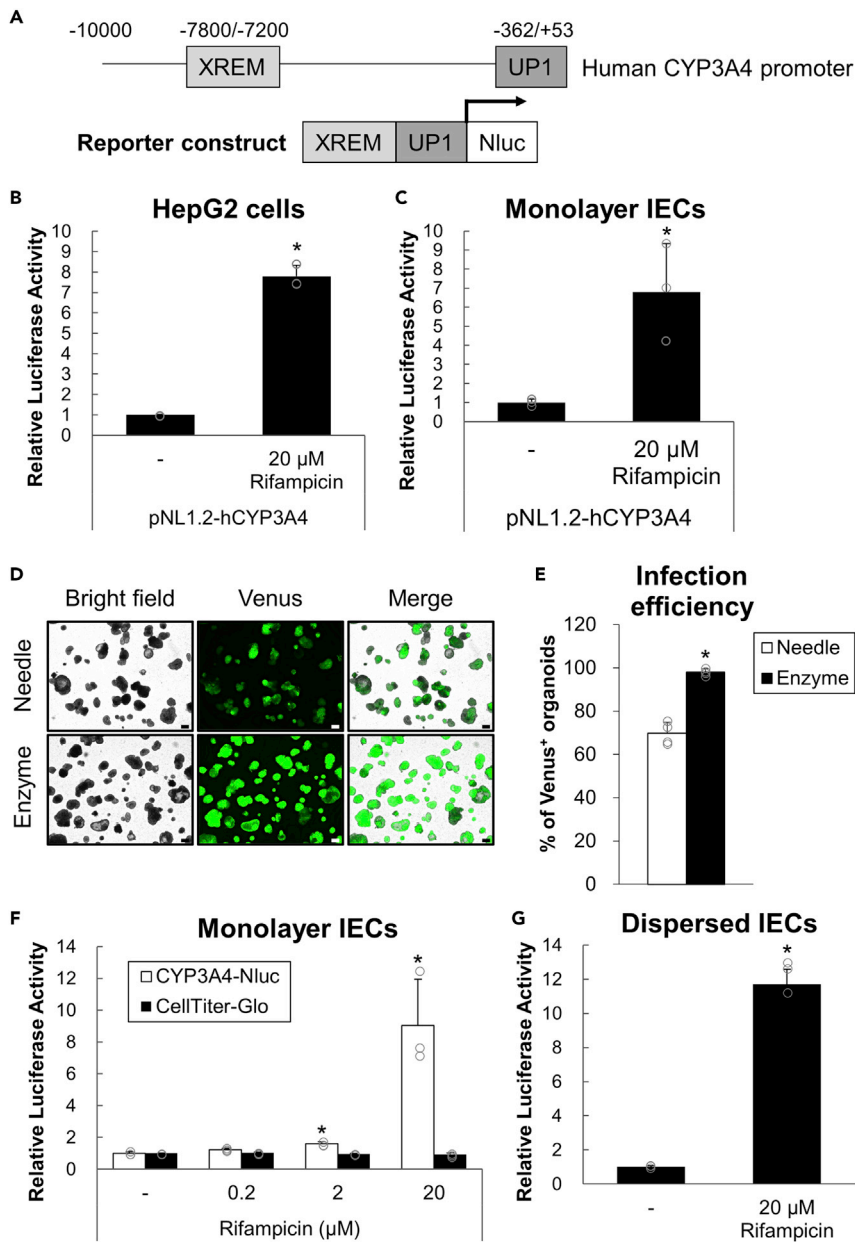 A
-10000 -7800/-7200 -362/+53
XREM UP1 Human CYP3A4 promoter
Reporter construct XREM UP1 Nluc
B
HepG2 cells
Relative Luciferase Activity
10
9
8
7
6
5
4
3
2
1
0
*
- 20 µM
Rifampicin
pNL1.2-hCYP3A4
C
Monolayer IECs
Relative Luciferase Activity
10
9
8
7
6
5
4
3
2
1
0
*
- 20 µM
Rifampicin
pNL1.2-hCYP3A4
D
Bright field Venus Merge
Needle
Enzyme
E
Infection
efficiency
% of Venus⁺ organoids
120
100
80
60
40
20
0
*
Needle
Enzyme
F
Monolayer IECs
Relative Luciferase Activity
14
12
10
8
6
4
2
0
CYP3A4-Nluc
CellTiter-Glo
*
*
- 0.2 2 20
Rifampicin (µM)
G
Dispersed IECs
Relative Luciferase Activity
14
12
10
8
6
4
2
0
*
- 20 µM
Rifampicin